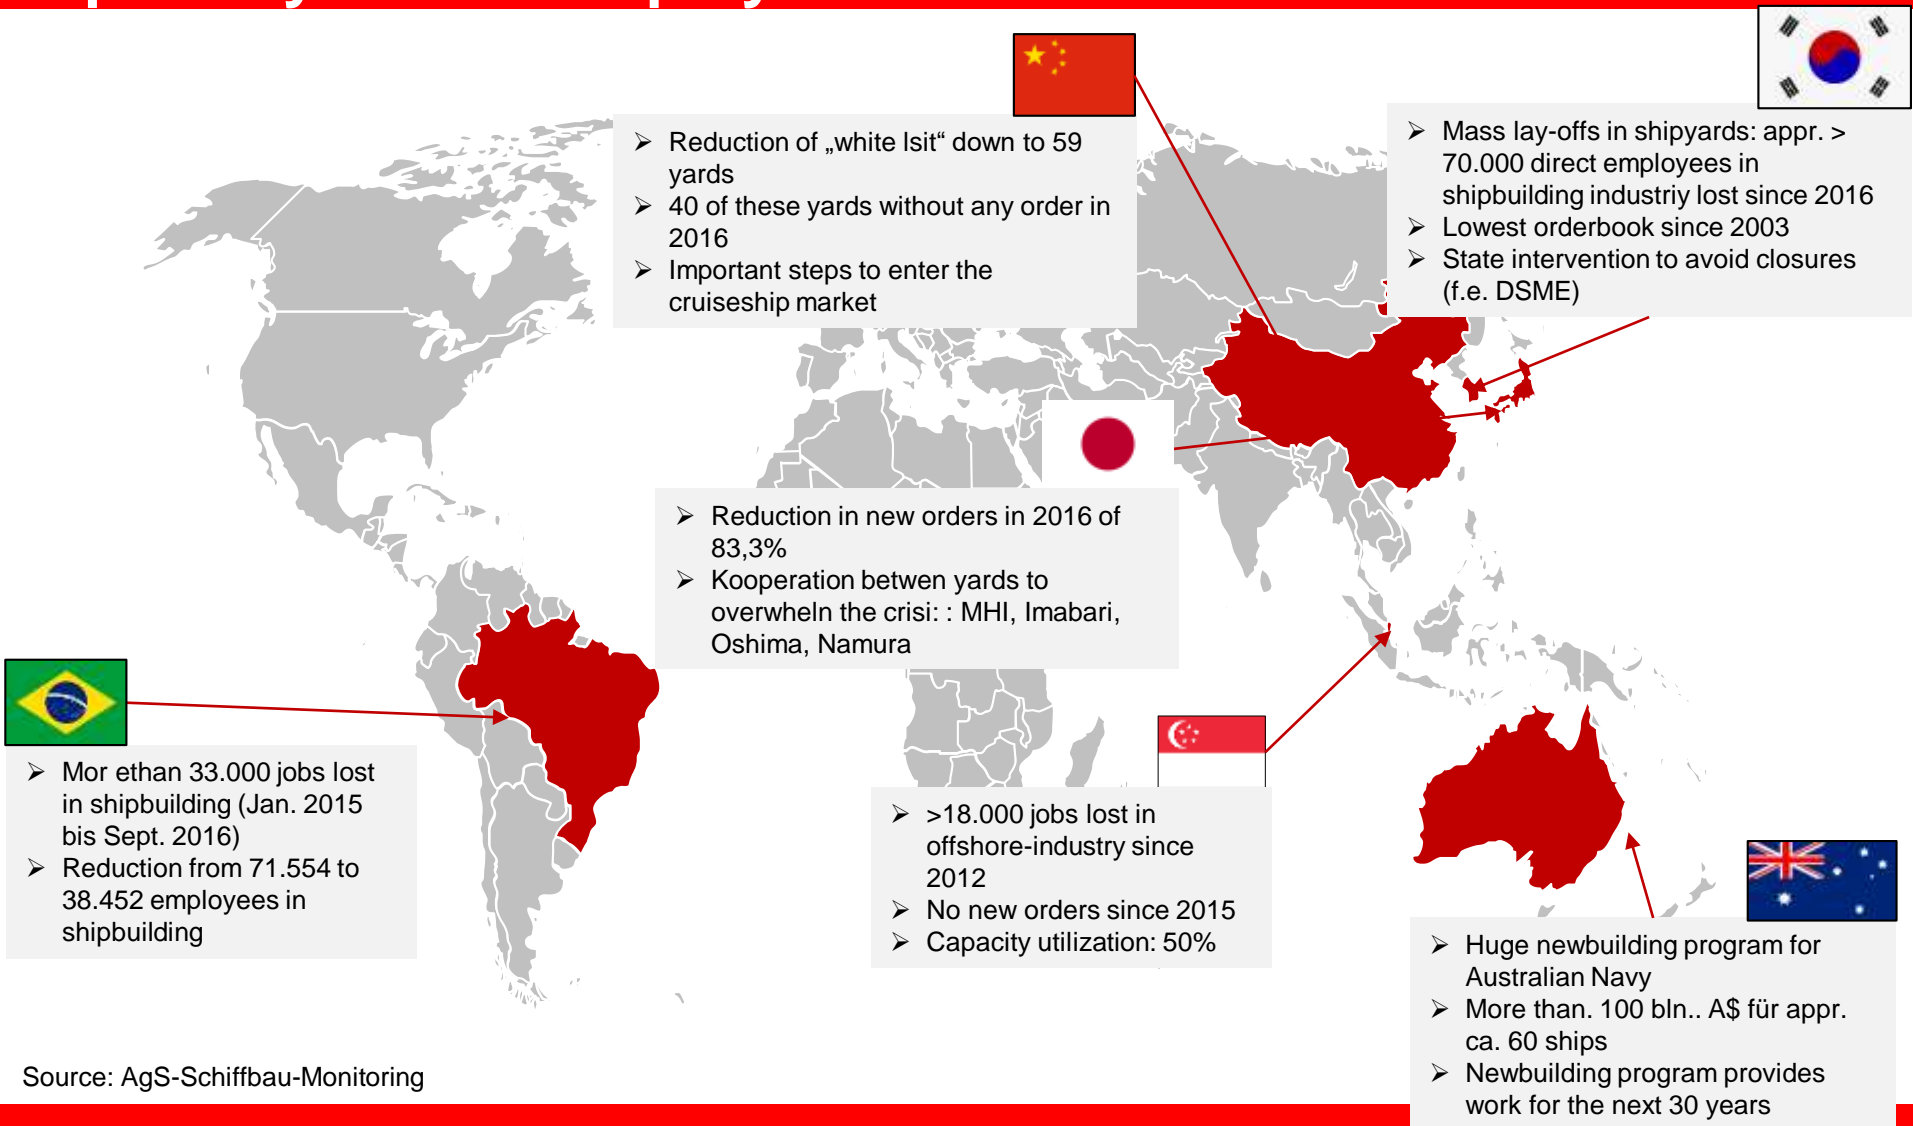 ➢ Reduction of „white lsit“ down to 59
yards
➢ 40 of these yards without any order in
2016
➢ Important steps to enter the
cruiseship market
➢ Mass lay-offs in shipyards: appr. >
70.000 direct employees in
shipbuilding industriy lost since 2016
➢ Lowest orderbook since 2003
➢ State intervention to avoid closures
(f.e. DSME)
➢ Reduction in new orders in 2016 of
83,3%
➢ Kooperation betwen yards to
overwheln the crisi: : MHI, Imabari,
Oshima, Namura
➢ Mor ethan 33.000 jobs lost
in shipbuilding (Jan. 2015
bis Sept. 2016)
➢ Reduction from 71.554 to
38.452 employees in
shipbuilding
➢ >18.000 jobs lost in
offshore-industry since
2012
➢ No new orders since 2015
➢ Capacity utilization: 50%
➢ Huge newbuilding program for
Australian Navy
➢ More than. 100 bln.. A$ für appr.
ca. 60 ships
➢ Newbuilding program provides
work for the next 30 years
Source: AgS-Schiffbau-Monitoring